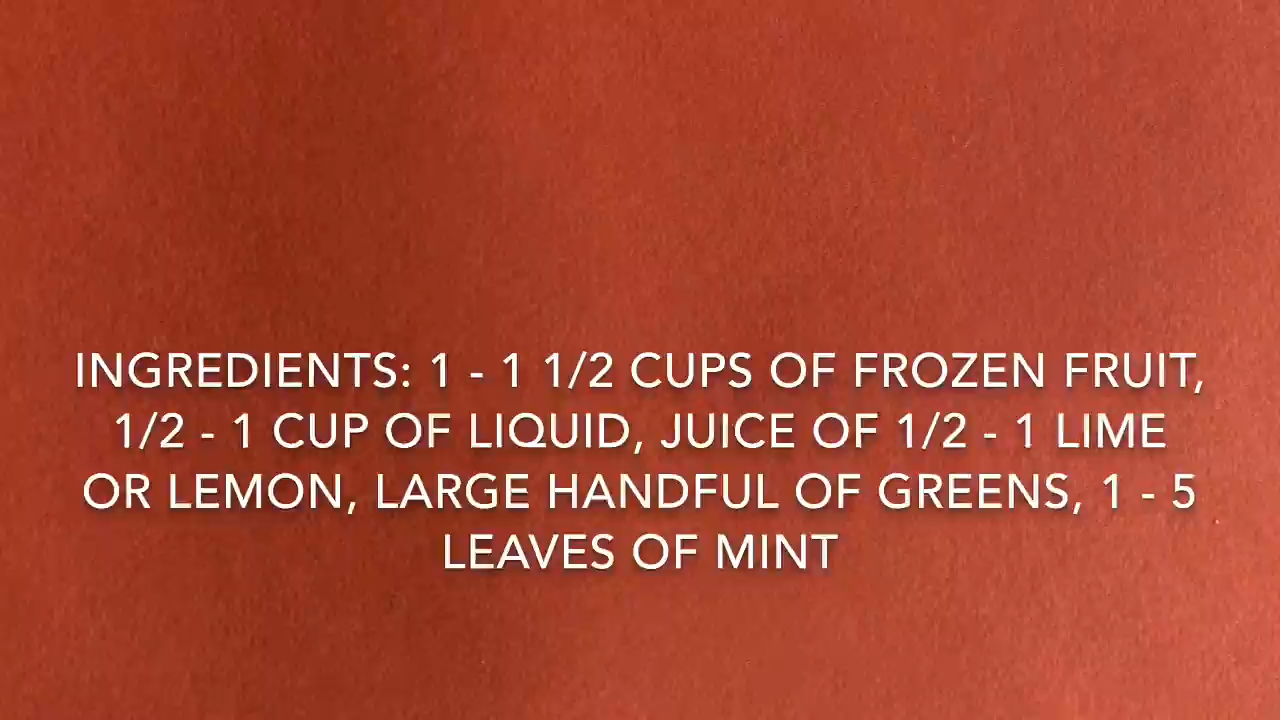 INGREDIENTS: 1 - 1 1/2 CUPS OF FROZEN FRUIT,
1/2 - 1 CUP OF LIQUID, JUICE OF 1/2 - 1 LIME
OR LEMON, LARGE HANDFUL OF GREENS, 1 - 5
LEAVES OF MINT